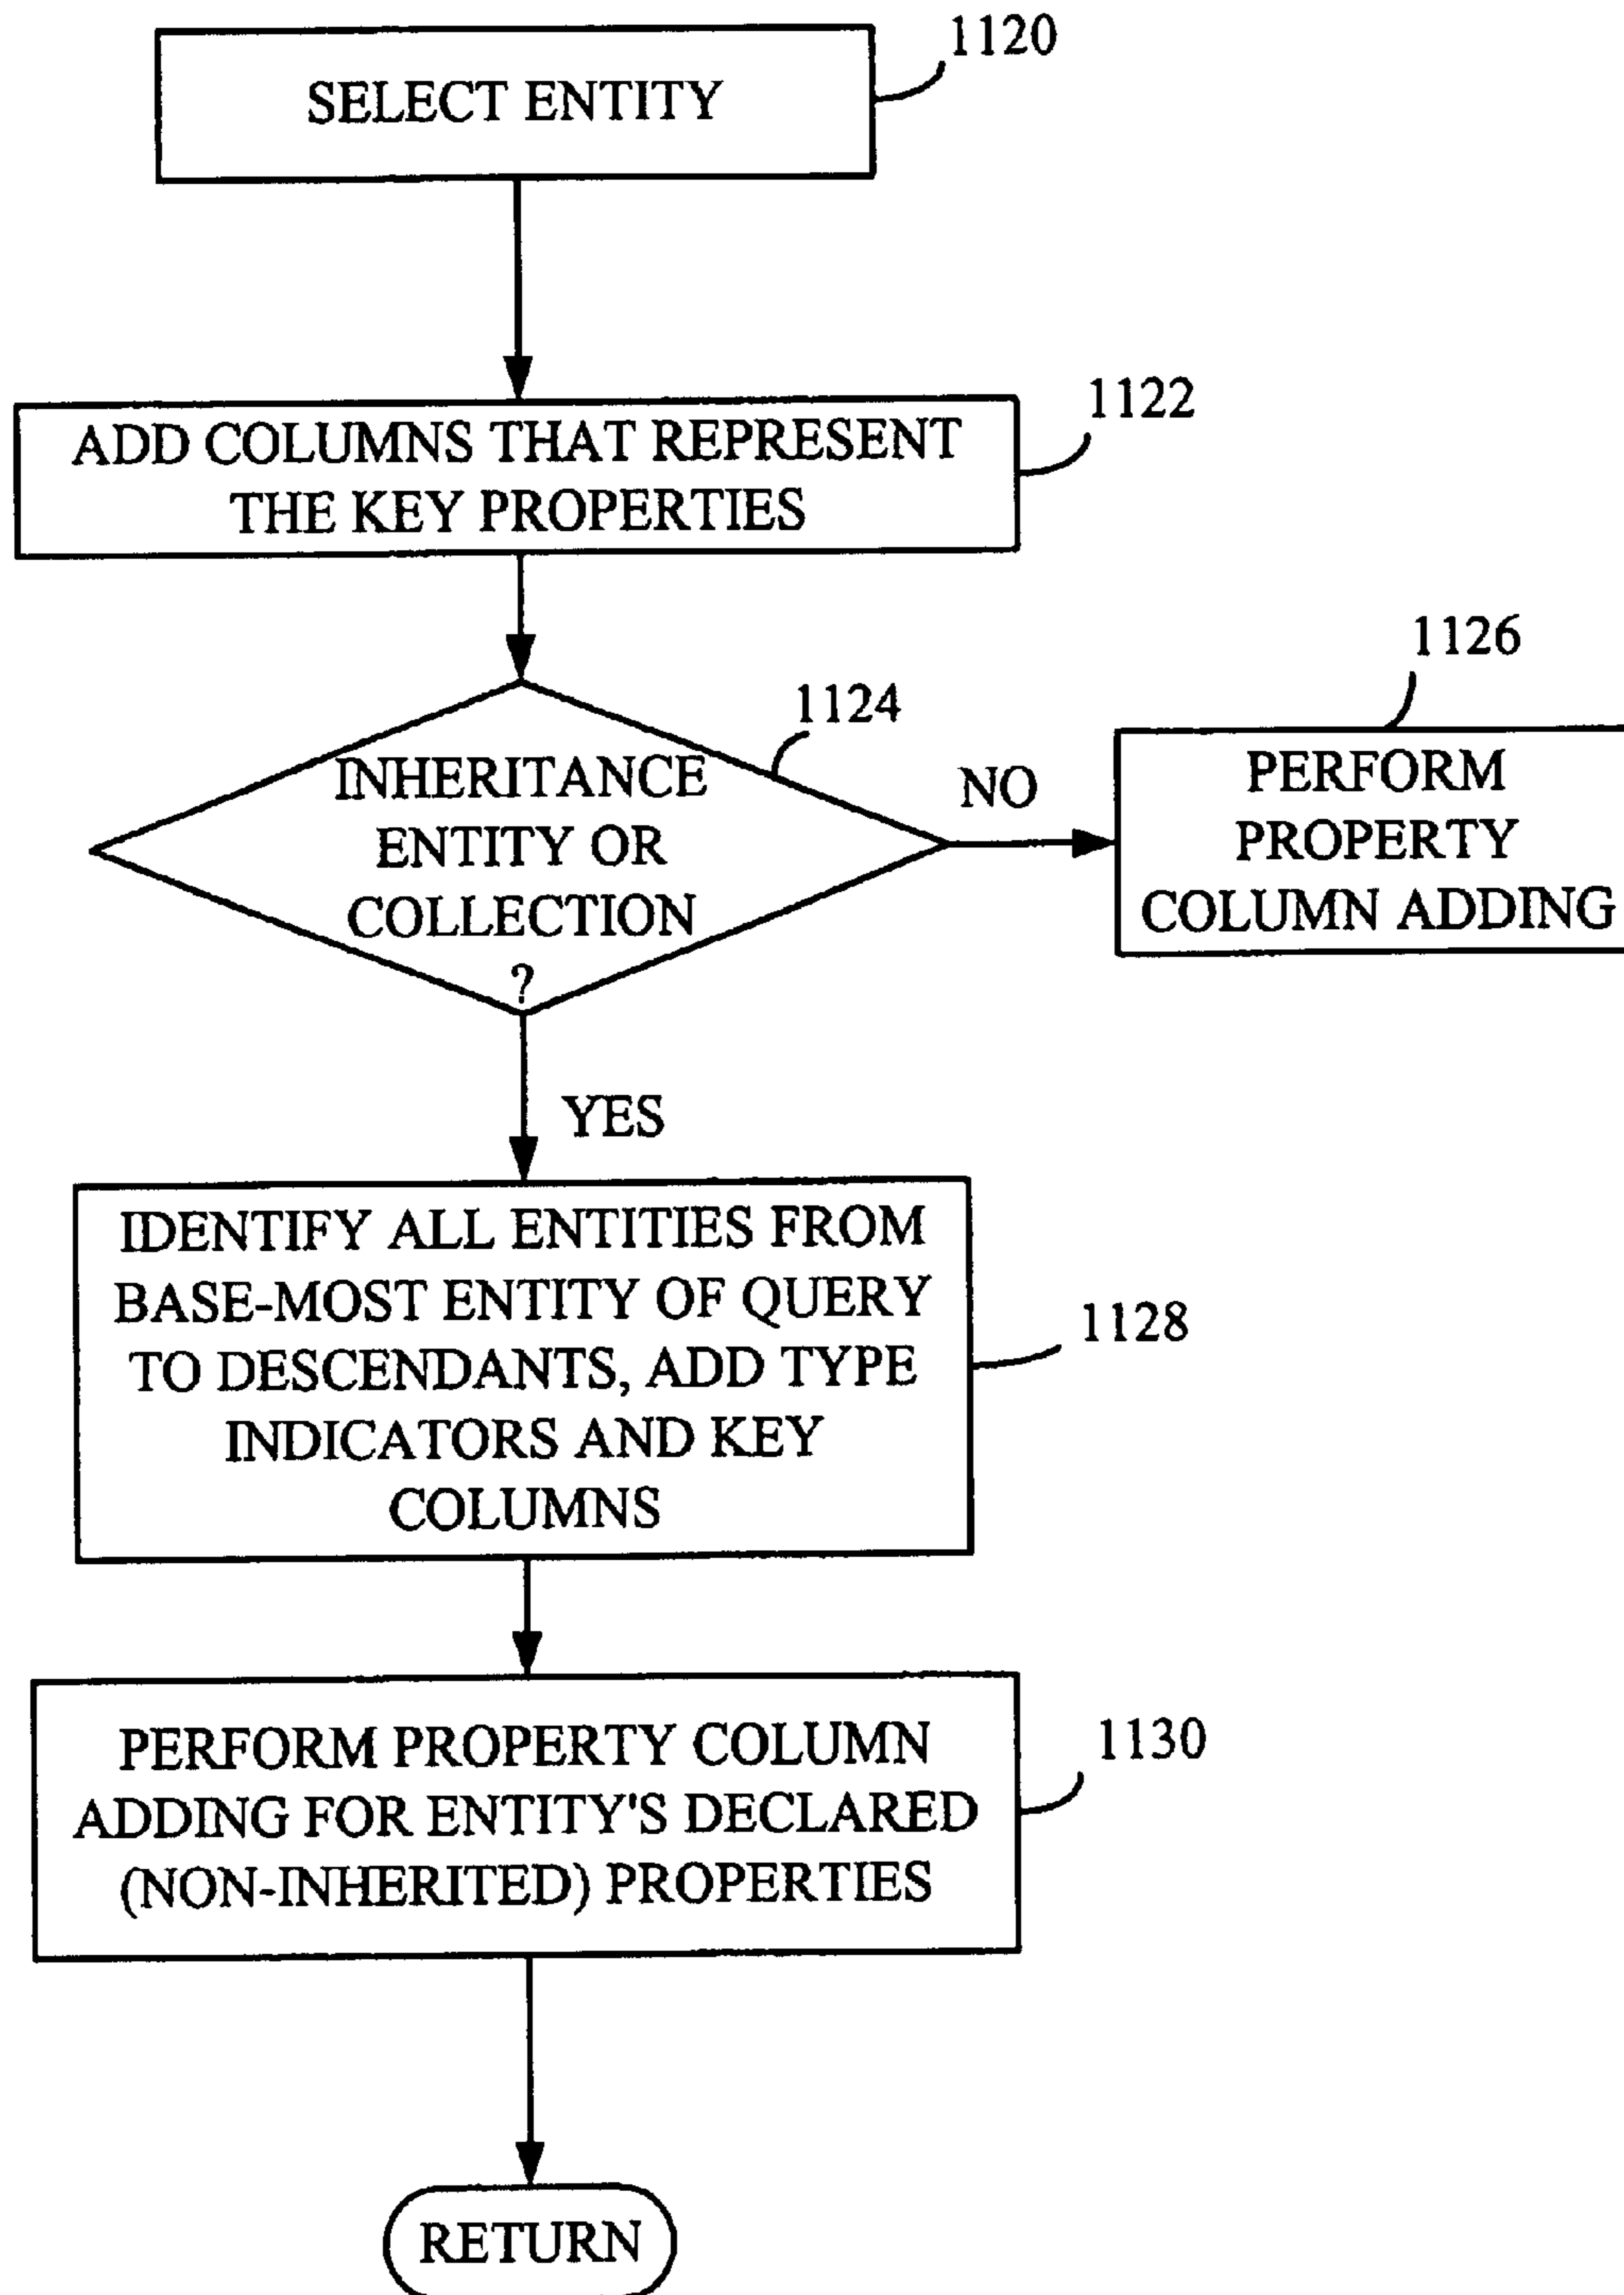 1120
SELECT ENTITY
1122
ADD COLUMNS THAT REPRESENT
THE KEY PROPERTIES
1124
INHERITANCE
ENTITY OR
COLLECTION
?
NO
1126
PERFORM
PROPERTY
COLUMN ADDING
YES
1128
IDENTIFY ALL ENTITIES FROM
BASE-MOST ENTITY OF QUERY
TO DESCENDANTS, ADD TYPE
INDICATORS AND KEY
COLUMNS
1130
PERFORM PROPERTY COLUMN
ADDING FOR ENTITY'S DECLARED
(NON-INHERITED) PROPERTIES
RETURN